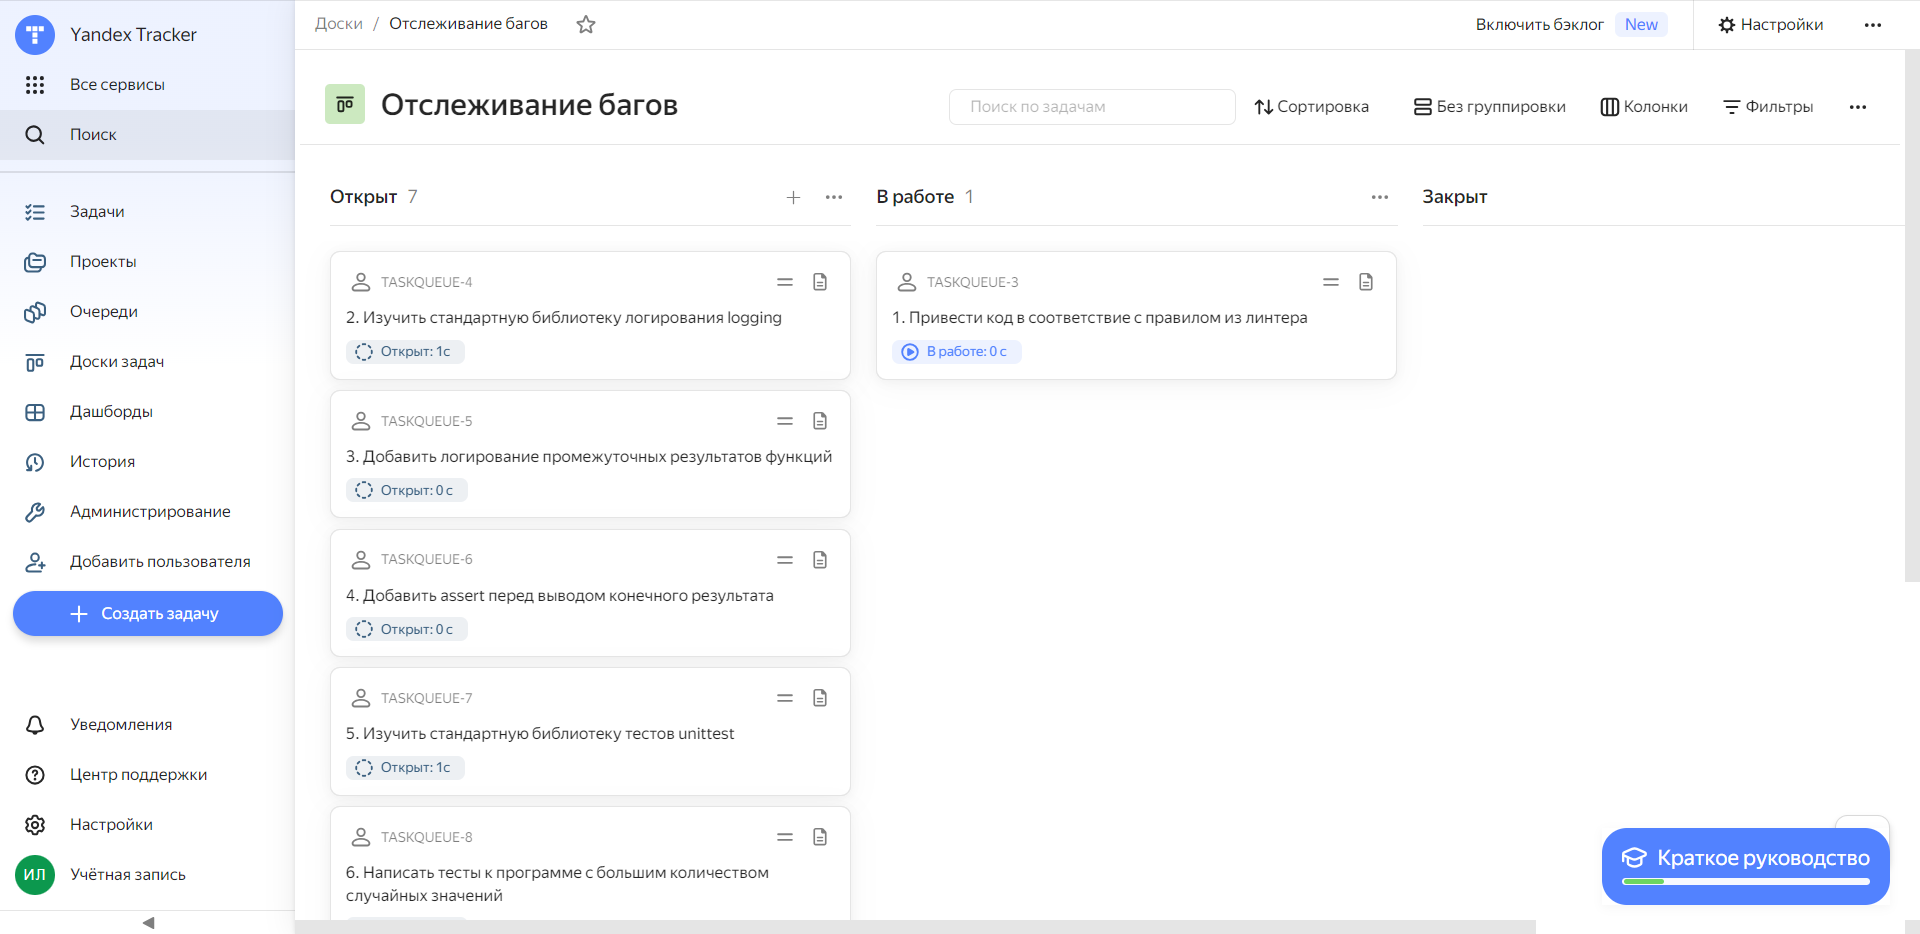 Yandex Tracker
Все сервисы
Поиск
Задачи
Проекты
Очереди
Доски задач
Дашборды
История
Администрирование
Добавить пользователя
Создать задачу
Уведомления
Центр поддержки
Настройки
ИЛ Учётная запись
Доски / Отслеживание багов
Включить бэклог New
Настройки
Отслеживание багов
Поиск по задачам
Сортировка
Без группировки
Колонки
Фильтры
Открыт 7
TASKQUEUE-4
2. Изучить стандартную библиотеку логирования logging
Открыт: 1с
TASKQUEUE-5
3. Добавить логирование промежуточных результатов функций
Открыт: 0 с
TASKQUEUE-6
4. Добавить assert перед выводом конечного результата
Открыт: 0 с
TASKQUEUE-7
5. Изучить стандартную библиотеку тестов unittest
Открыт: 1с
TASKQUEUE-8
6. Написать тесты к программе с большим количеством
случайных значений
В работе 1
TASKQUEUE-3
1. Привести код в соответствие с правилом из линтера
В работе: 0 с
Закрыт
Краткое руководство